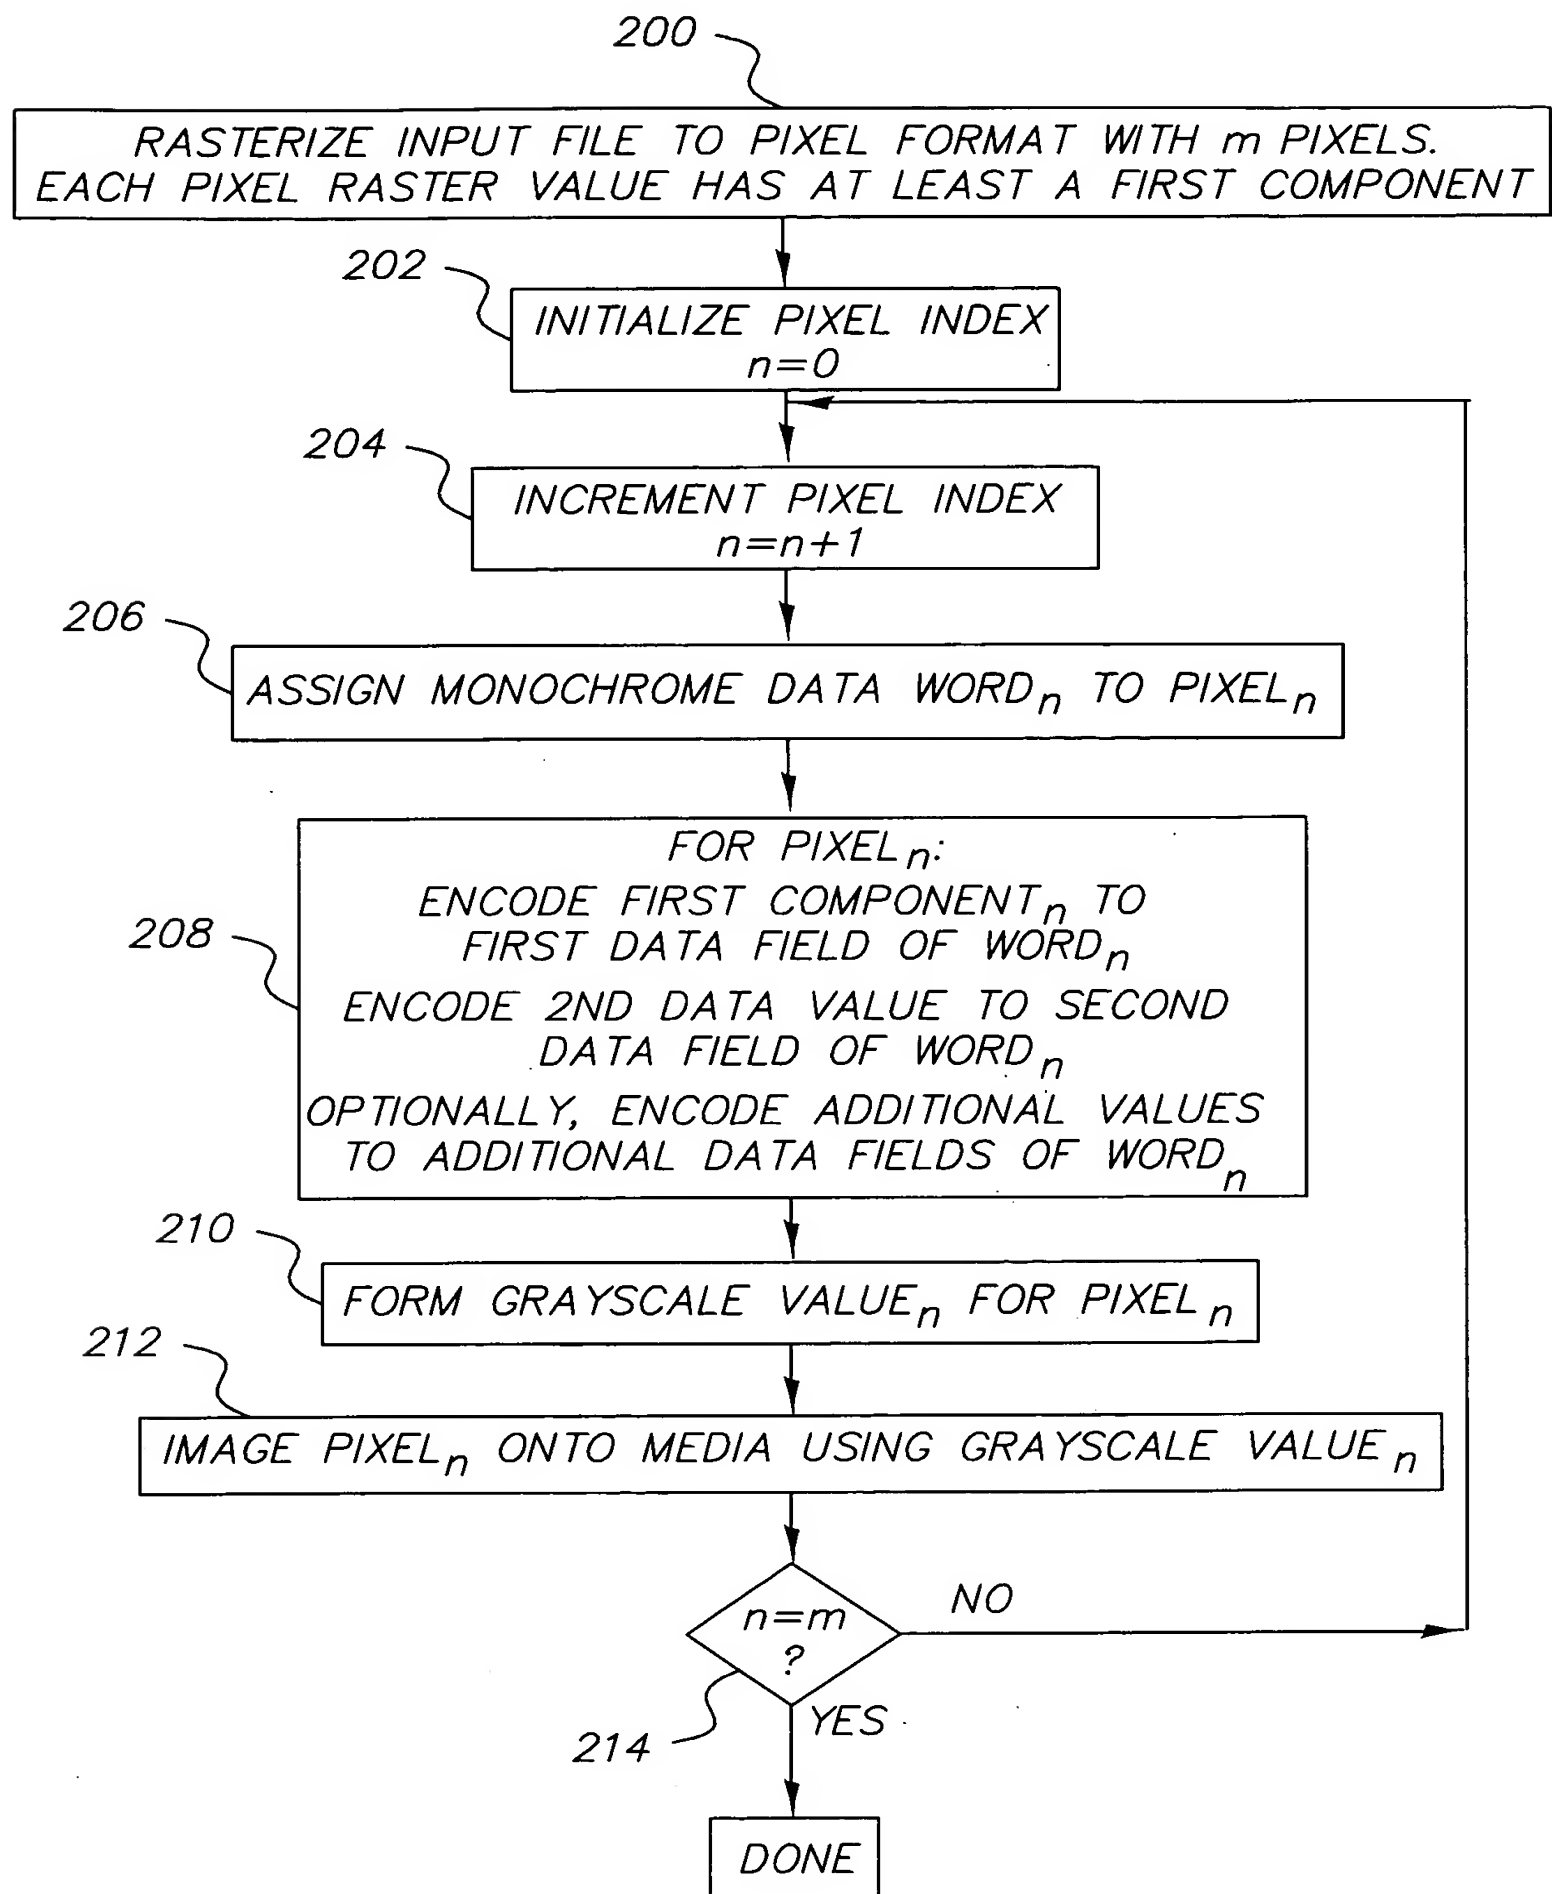 200
RASTERIZE INPUT FILE TO PIXEL FORMAT WITH m PIXELS.
EACH PIXEL RASTER VALUE HAS AT LEAST A FIRST COMPONENT
202
INITIALIZE PIXEL INDEX
n=0
204
INCREMENT PIXEL INDEX
n=n+1
206
ASSIGN MONOCHROME DATA WORDn TO PIXELn
208
FOR PIXELn:
ENCODE FIRST COMPONENTn TO
FIRST DATA FIELD OF WORDn
ENCODE 2ND DATA VALUE TO SECOND
DATA FIELD OF WORDn
OPTIONALLY, ENCODE ADDITIONAL VALUES
TO ADDITIONAL DATA FIELDS OF WORDn
210
FORM GRAYSCALE VALUEn FOR PIXELn
212
IMAGE PIXELn ONTO MEDIA USING GRAYSCALE VALUEn
n=m
?
NO
YES
214
DONE